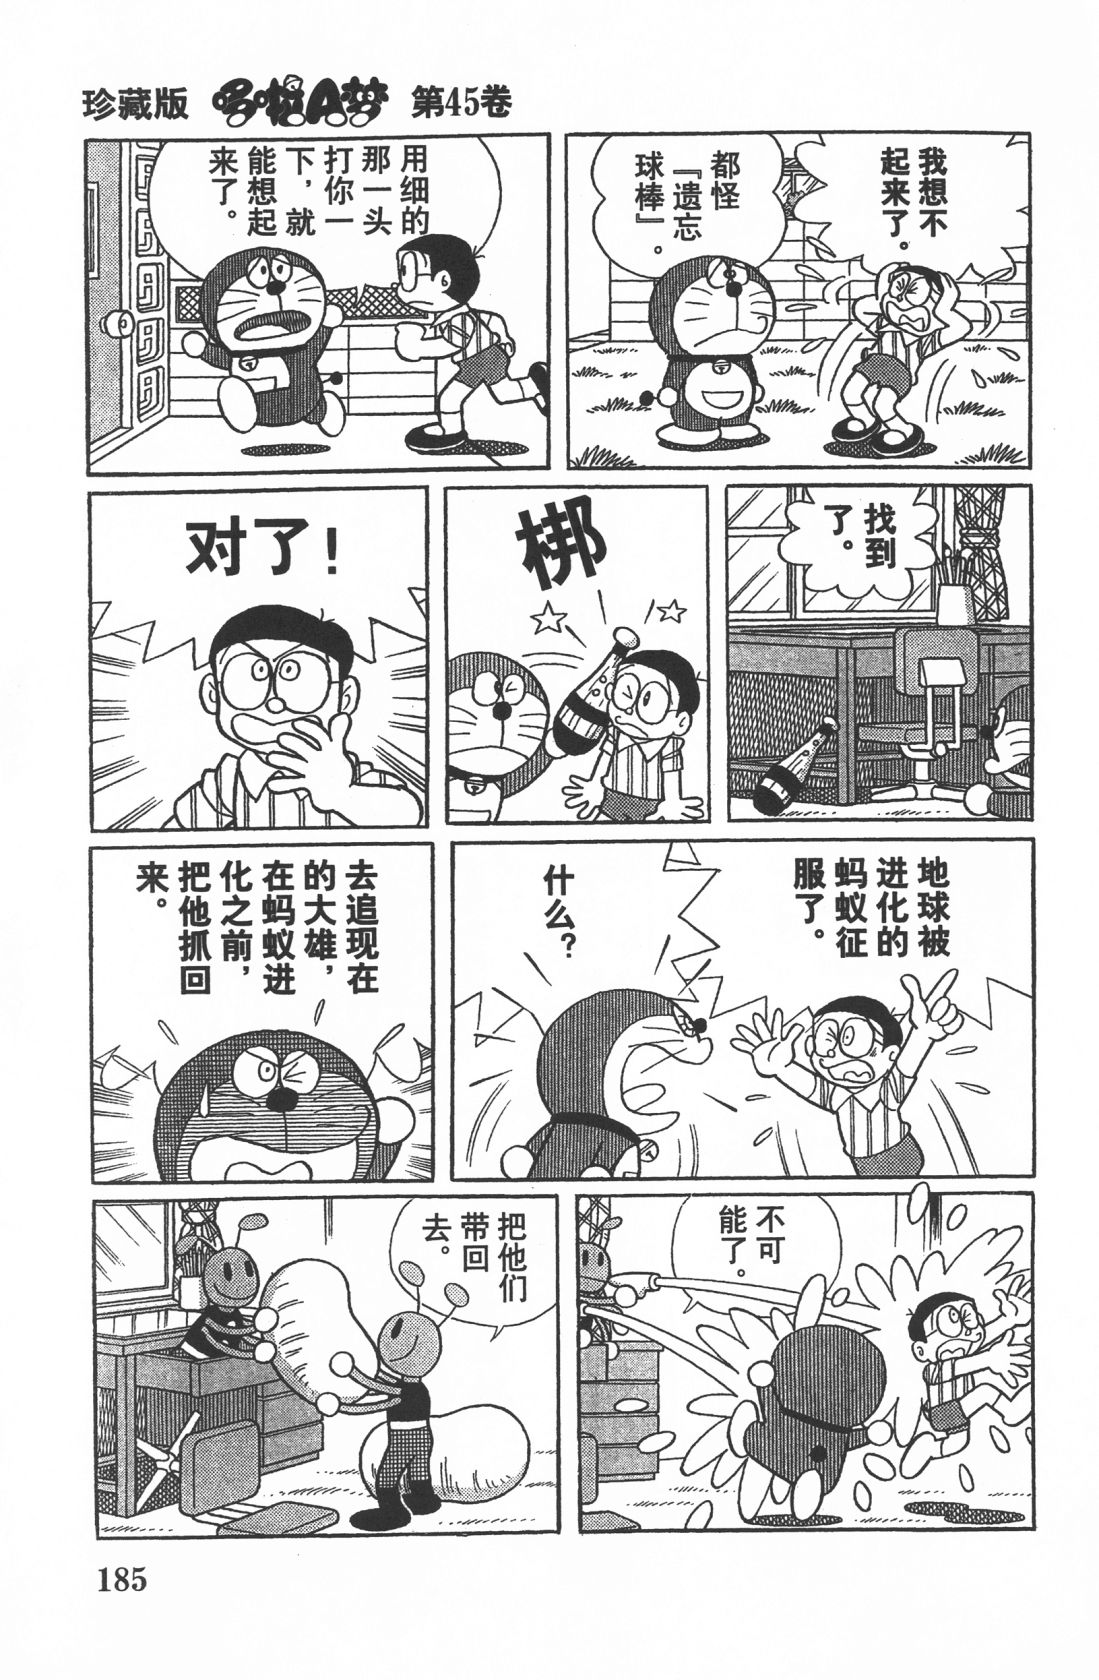 珍藏版 哆啦A梦 第45卷
我想不
起来了。
都怪
『遗忘
球棒』。
用细的
那一头
打你一
下，就
能想起
来了。
找到
了。
梆
对了！
地球被
进化的
蚂蚁征
服了。
什么？
去追现在
的大雄，
在蚂蚁进
化之前，
把他抓回
来。
不可
能了。
把他们
带回
去。
185